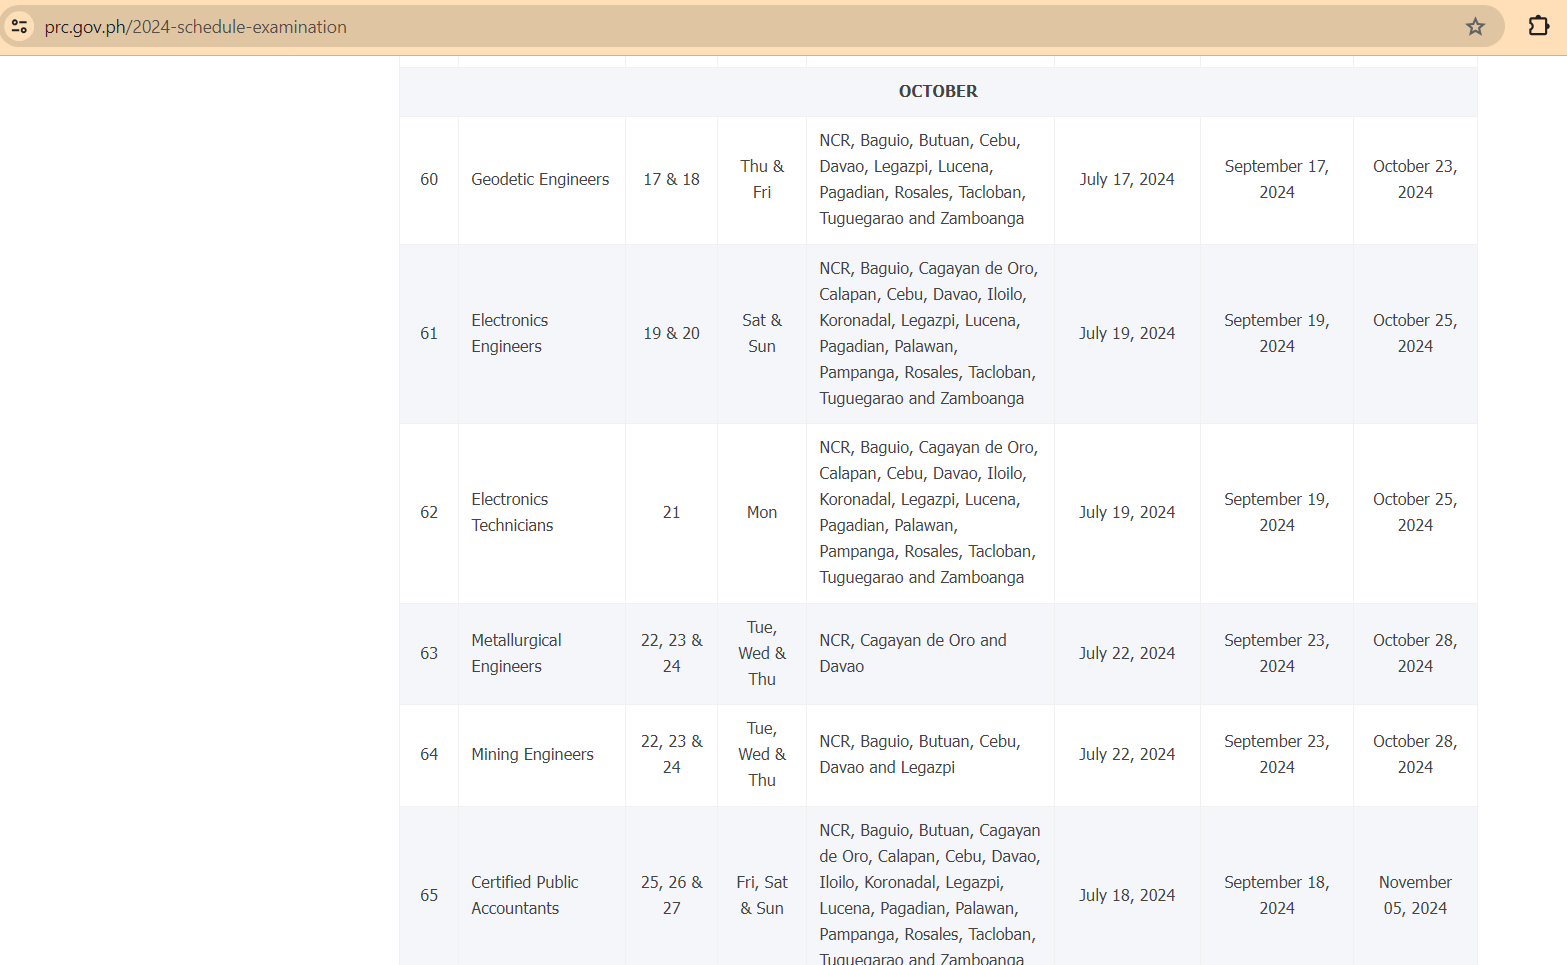 prc.gov.ph/2024-schedule-examination
OCTOBER
60
Geodetic Engineers
17 & 18
Thu &
Fri
NCR, Baguio, Butuan, Cebu,
Davao, Legazpi, Lucena,
Pagadian, Rosales, Tacloban,
Tuguegarao and Zamboanga
July 17, 2024
September 17,
2024
October 23,
2024
61
Electronics
Engineers
19 & 20
Sat &
Sun
NCR, Baguio, Cagayan de Oro,
Calapan, Cebu, Davao, Iloilo,
Koronadal, Legazpi, Lucena,
Pagadian, Palawan,
Pampanga, Rosales, Tacloban,
Tuguegarao and Zamboanga
July 19, 2024
September 19,
2024
October 25,
2024
62
Electronics
Technicians
21
Mon
NCR, Baguio, Cagayan de Oro,
Calapan, Cebu, Davao, Iloilo,
Koronadal, Legazpi, Lucena,
Pagadian, Palawan,
Pampanga, Rosales, Tacloban,
Tuguegarao and Zamboanga
July 19, 2024
September 19,
2024
October 25,
2024
63
Metallurgical
Engineers
22, 23 &
24
Tue,
Wed &
Thu
NCR, Cagayan de Oro and
Davao
July 22, 2024
September 23,
2024
October 28,
2024
64
Mining Engineers
22, 23 &
24
Tue,
Wed &
Thu
NCR, Baguio, Butuan, Cebu,
Davao and Legazpi
July 22, 2024
September 23,
2024
October 28,
2024
65
Certified Public
Accountants
25, 26 &
27
Fri, Sat
& Sun
NCR, Baguio, Butuan, Cagayan
de Oro, Calapan, Cebu, Davao,
Iloilo, Koronadal, Legazpi,
Lucena, Pagadian, Palawan,
Pampanga, Rosales, Tacloban,
Tuguegarao and Zamboanga
July 18, 2024
September 18,
2024
November
05, 2024